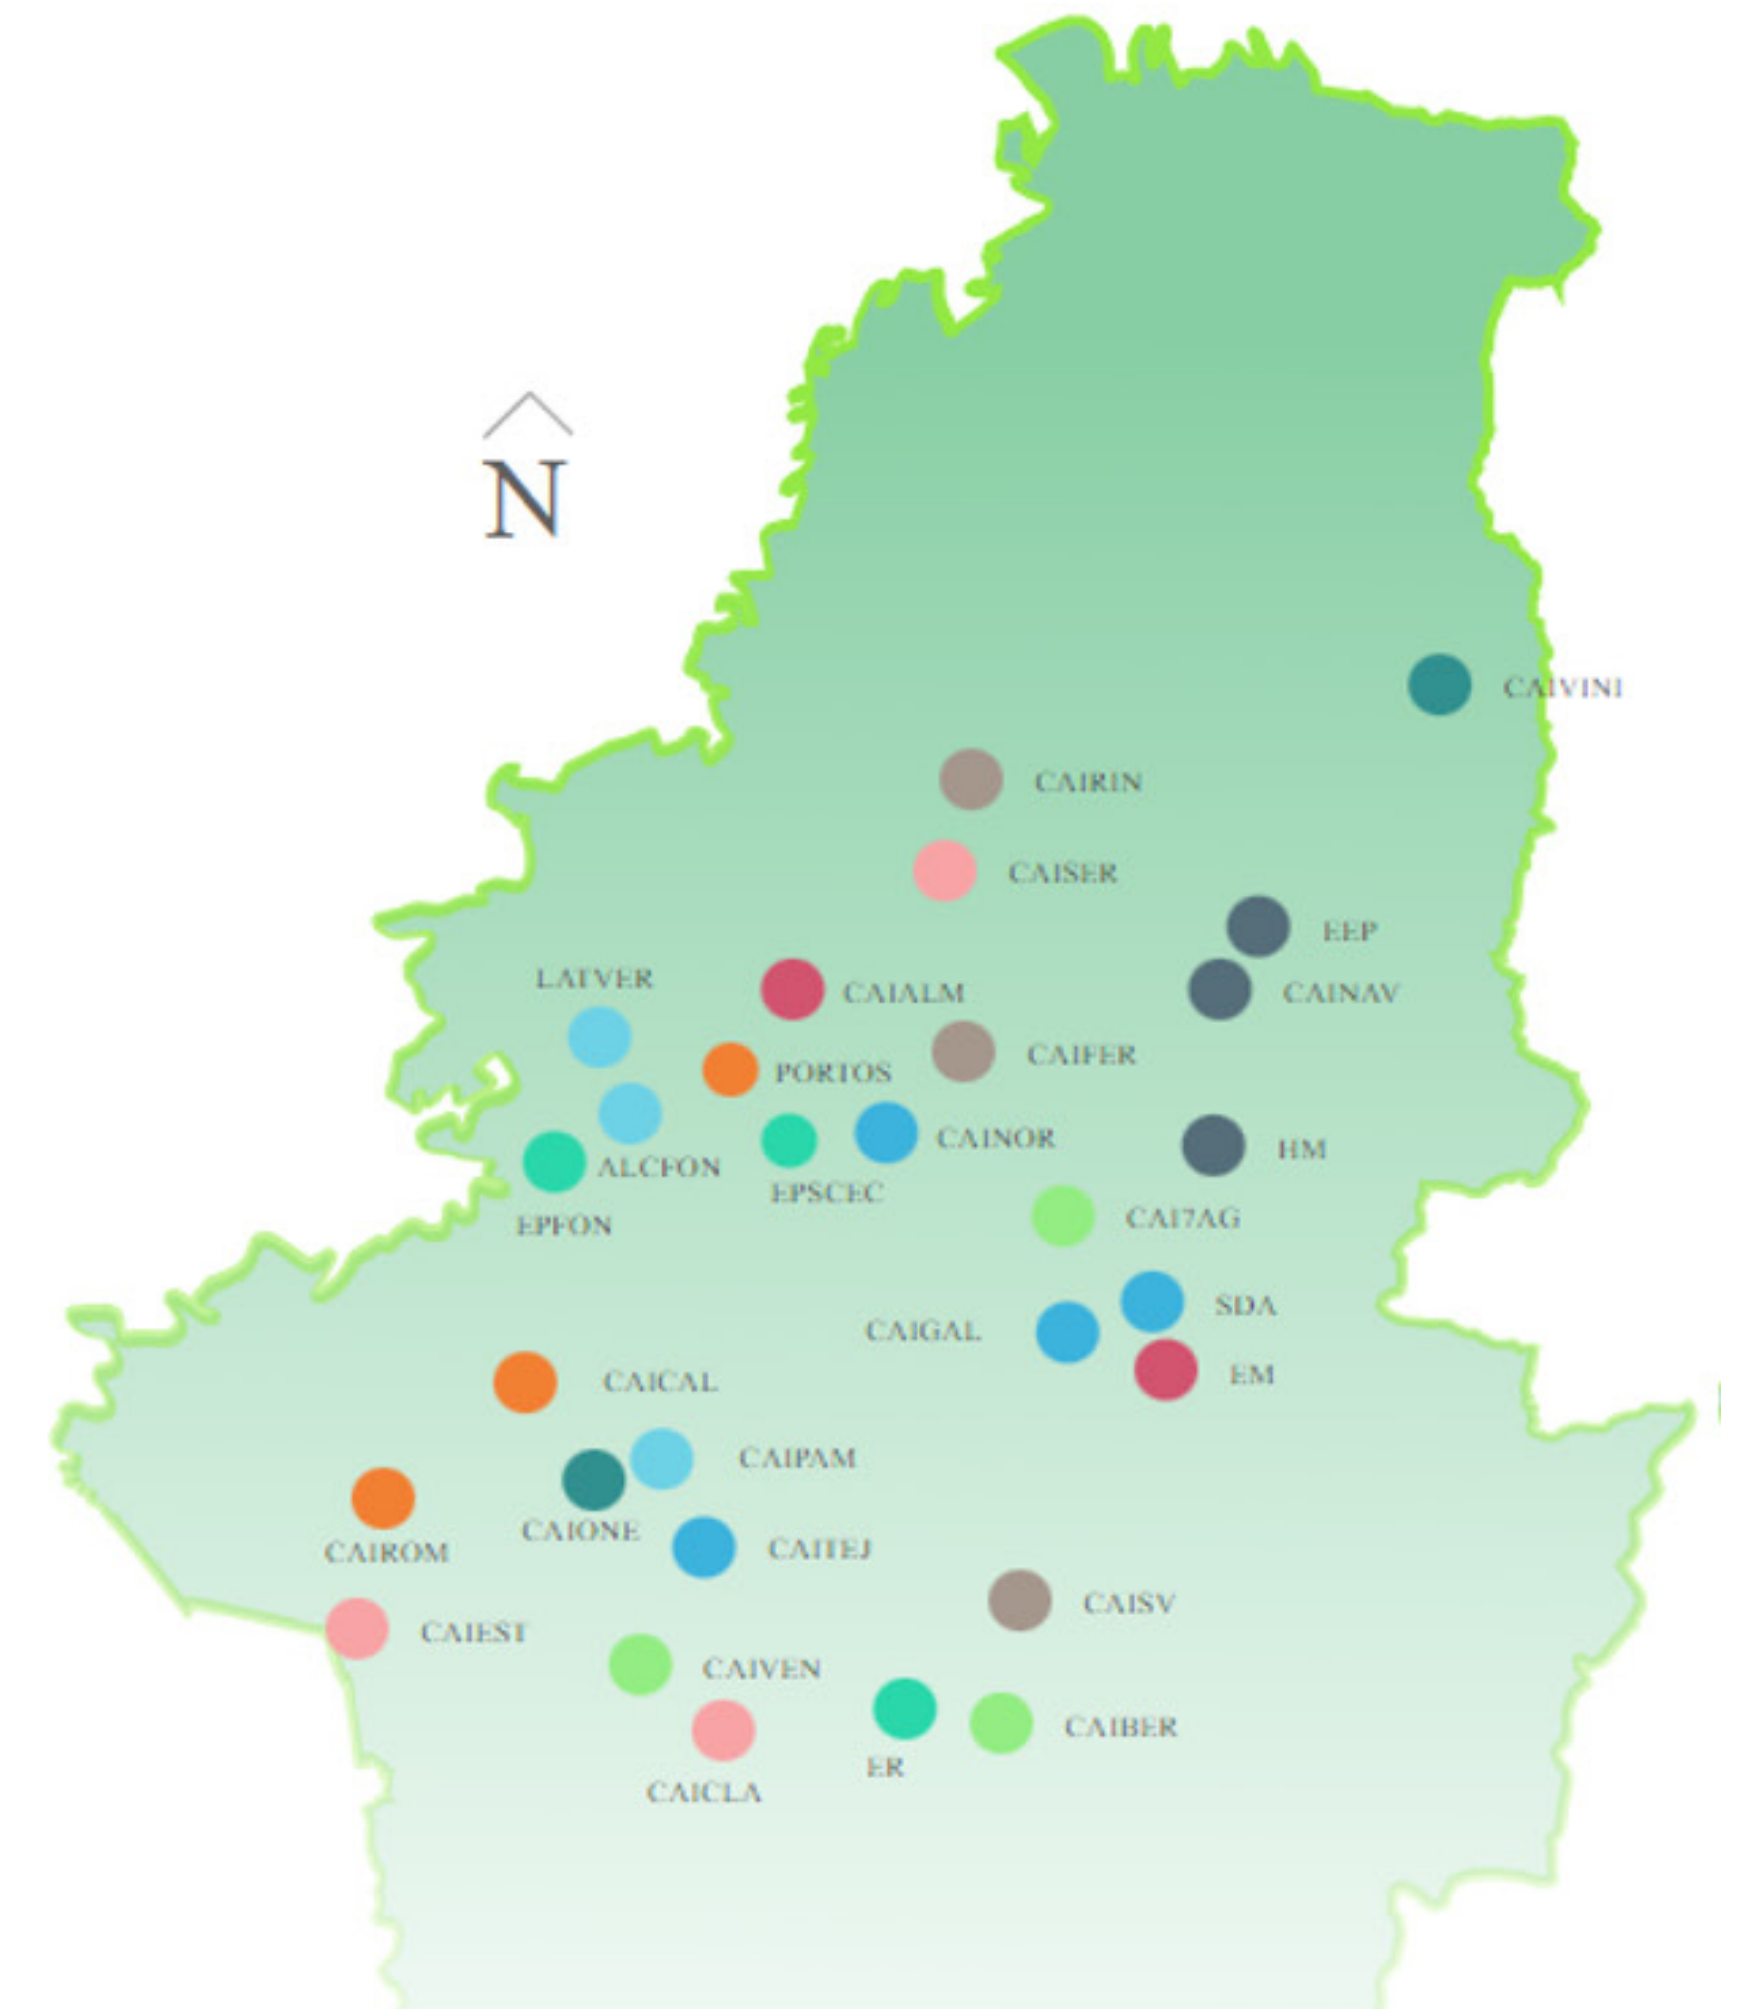 N
CAIVINI
CAIRIN
CAISER
EEP
LATVER
CAIALM
CAINAV
CAIFER
PORTOS
CAINOR
HM
ALCFON
EPSCEC
CAI7AG
EPFON
SDA
CAIGAL
EM
CAICAL
CAIPAM
CAIONE
CAITEJ
CAIROM
CAISV
CAIEST
CAIVEN
CAIBER
ER
CAICLA